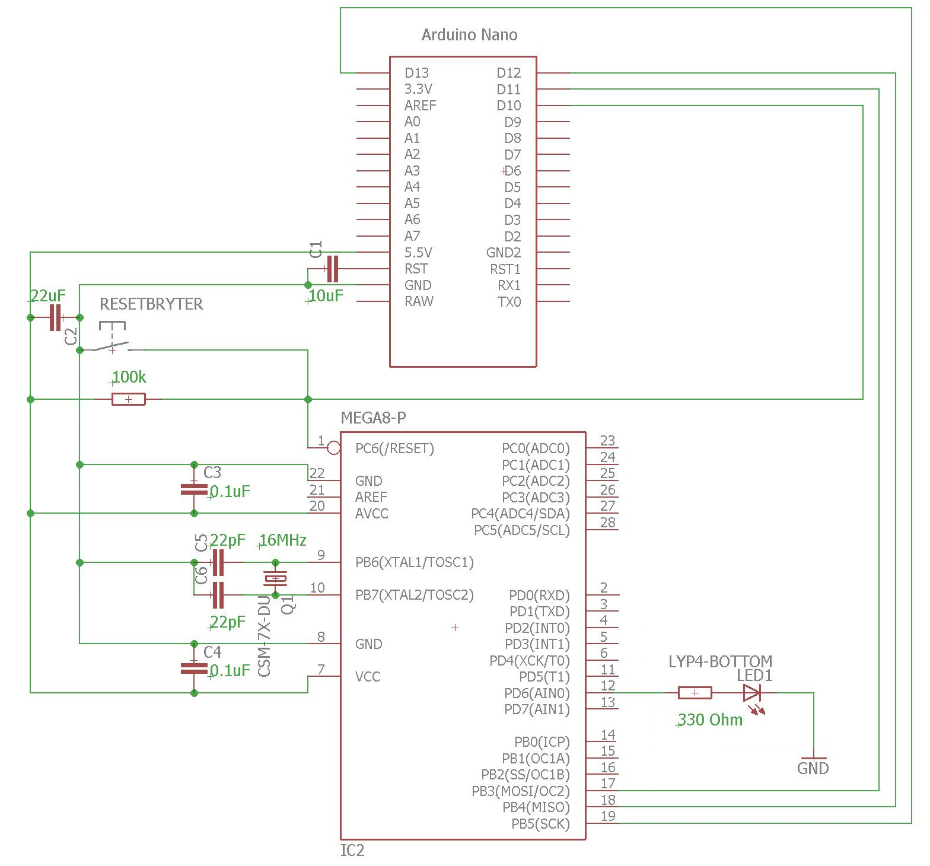 Arduino Nano
D13 D12
3.3V D11
AREF D10
A0 D9
A1 D8
A2 D7
A3 D6
A4 D5
A5 D4
A6 D3
A7 D2
5.5V GND2
C1
RST RST1
GND RX1
10uF
RAW TX0
22uF
C2
RESETBRYTER
100k
MEGA8-P
1 PC6(/RESET) PC0(ADC0) 23
PC1(ADC1) 24
22 GND PC2(ADC2) 25
21 AREF PC3(ADC3) 26
20 AVCC PC4(ADC4/SDA) 27
PC5(ADC5/SCL) 28
C3
0.1uF
C5
22pF
16MHz
9 PB6(XTAL1/TOSC1)
C6
22pF
Q1
CSM-7X-DU
10 PB7(XTAL2/TOSC2) PD0(RXD) 2
PD1(TXD) 3
PD2(INT0) 4
8 GND PD3(INT1) 5
PD4(XCK/T0) 6
7 VCC PD5(T1) 11
PD6(AIN0) 12
PD7(AIN1) 13
C4
0.1uF
LYP4-BOTTOM
LED1
330 Ohm
GND
PB0(ICP) 14
PB1(OC1A) 15
PB2(SS/OC1B) 16
PB3(MOSI/OC2) 17
PB4(MISO) 18
PB5(SCK) 19
IC2